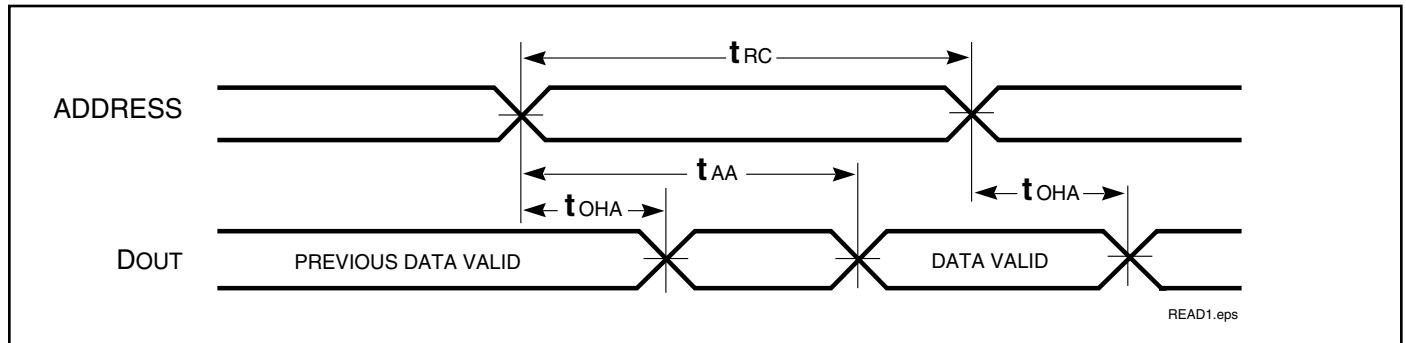 tRC
ADDRESS
tAA
tOHA
tOHA
DOUT
PREVIOUS DATA VALID
DATA VALID
READ1.eps